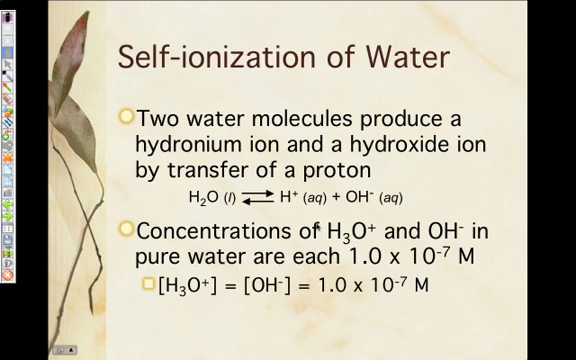 Self-ionization of Water
Two water molecules produce a
hydronium ion and a hydroxide ion
by transfer of a proton
H₂O (l) ⇌ H⁺ (aq) + OH⁻ (aq)
Concentrations of H₃O⁺ and OH⁻ in
pure water are each 1.0 x 10⁻⁷ M
[H₃O⁺] = [OH⁻] = 1.0 x 10⁻⁷ M